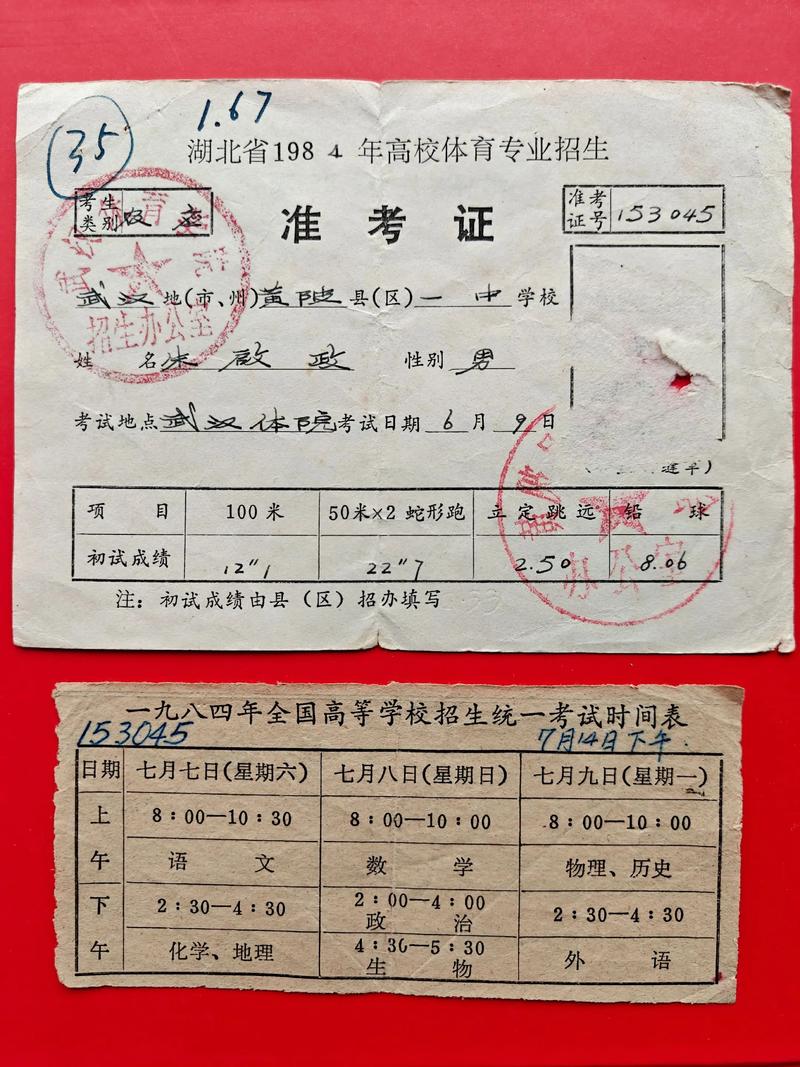 35
1.67
湖北省1984年高校体育专业招生
考生类别
准考证
准考证号 153045
武汉地(市、州)黄陂县(区)一中学校
姓名 朱啟政 性别 男
考试地点武汉体院考试日期6月9日
项目 100米 50米×2 蛇形跑 立定跳远 铅球
初试成绩 12"1 22"7 2.50 8.06
注：初试成绩由县（区）招办填写
武汉体育学院
招生办公室
办公室
一九八四年全国高等学校招生统一考试时间表
153045 7月14日下午
日期 七月七日(星期六) 七月八日(星期日) 七月九日(星期一)
上午 8：00—10：30 8：00—10：00 8：00—10：00
语文 数学 物理、历史
下午 2：30—4：30 2：00—4：00 2：30—4：30
政治
化学、地理 4：30—5：30 外语
生物